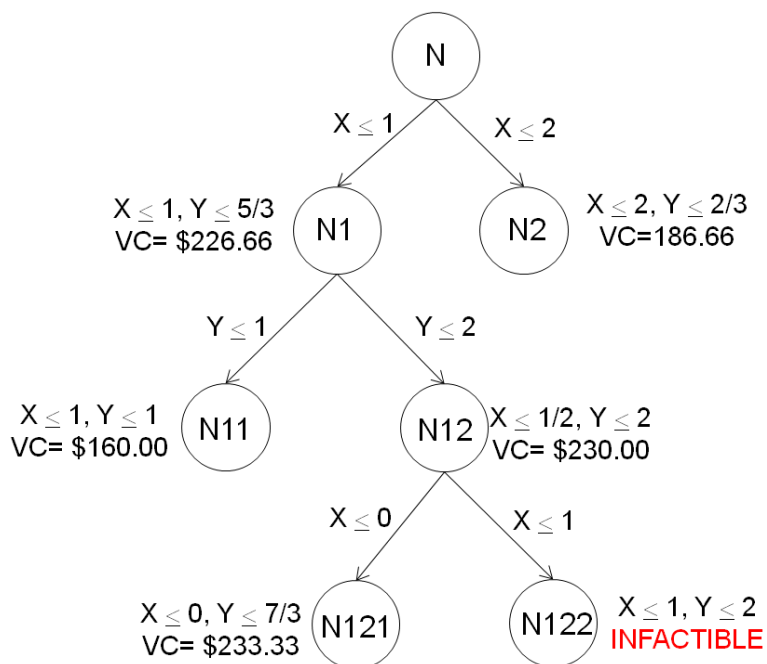 N
X ≤ 1
X ≤ 2
X ≤ 1, Y ≤ 5/3
VC= $226.66
N1
N2
X ≤ 2, Y ≤ 2/3
VC=186.66
Y ≤ 1
Y ≤ 2
X ≤ 1, Y ≤ 1
VC= $160.00
N11
N12
X ≤ 1/2, Y ≤ 2
VC= $230.00
X ≤ 0
X ≤ 1
X ≤ 0, Y ≤ 7/3
VC= $233.33
N121
N122
X ≤ 1, Y ≤ 2
INFACTIBLE